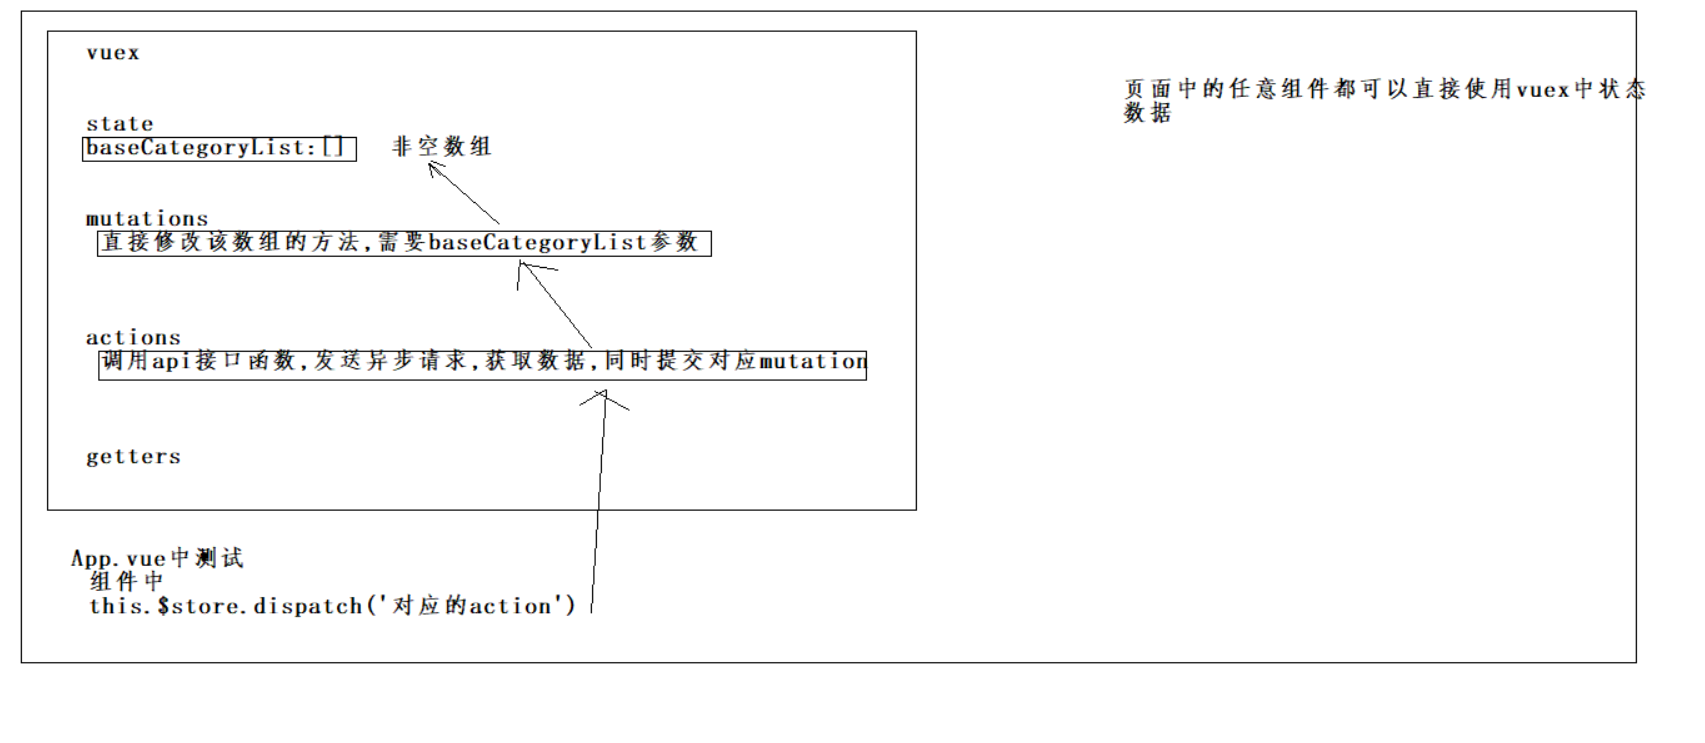 vuex
页面中的任意组件都可以直接使用vuex中状态
数据
state
baseCategoryList:[] 非空数组
mutations
直接修改该数组的方法,需要baseCategoryList参数
actions
调用api接口函数,发送异步请求,获取数据,同时提交对应mutation
getters
App.vue中测试
组件中
this.$store.dispatch('对应的action')